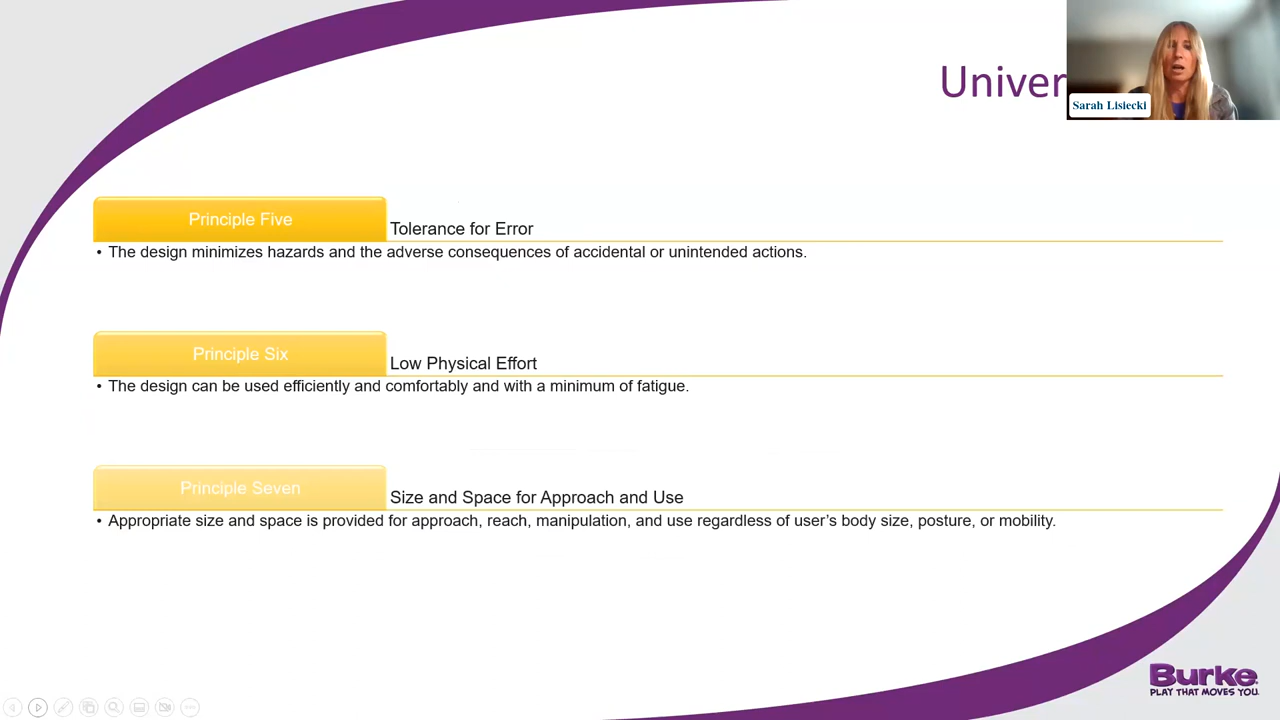 Univer
Sarah Lisiecki
Principle Five
Tolerance for Error
• The design minimizes hazards and the adverse consequences of accidental or unintended actions.
Principle Six
Low Physical Effort
• The design can be used efficiently and comfortably and with a minimum of fatigue.
Principle Seven
Size and Space for Approach and Use
• Appropriate size and space is provided for approach, reach, manipulation, and use regardless of user’s body size, posture, or mobility.
Burke
PLAY THAT MOVES YOU.